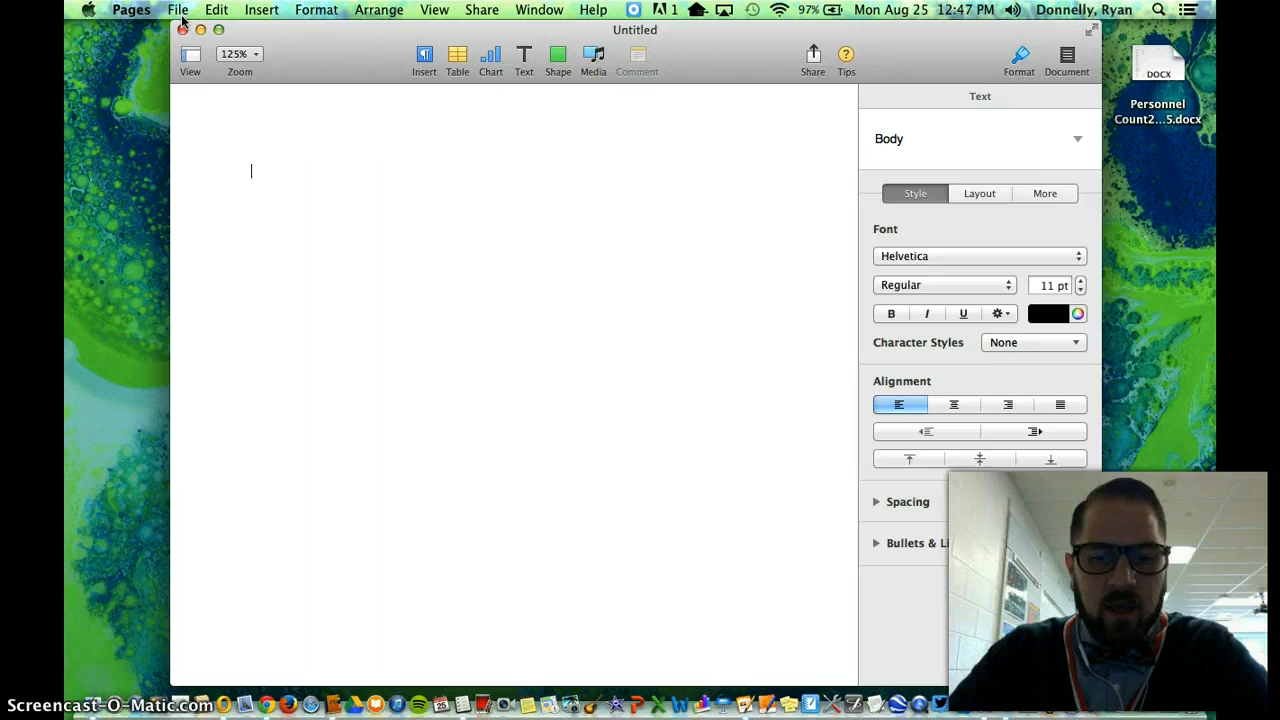 Pages File Edit Insert Format Arrange View Share Window Help 1 97% Mon Aug 25 12:47 PM Donnelly, Ryan
Untitled
125%
View Zoom Insert Table Chart Text Shape Media Comment Share Tips Format Document
DOCX
Personnel
Count2...5.docx
Text
Body
Style Layout More
Font
Helvetica
Regular 11 pt
B I U
Character Styles None
Alignment
Spacing
Bullets & Li
Screencast-O-Matic.com